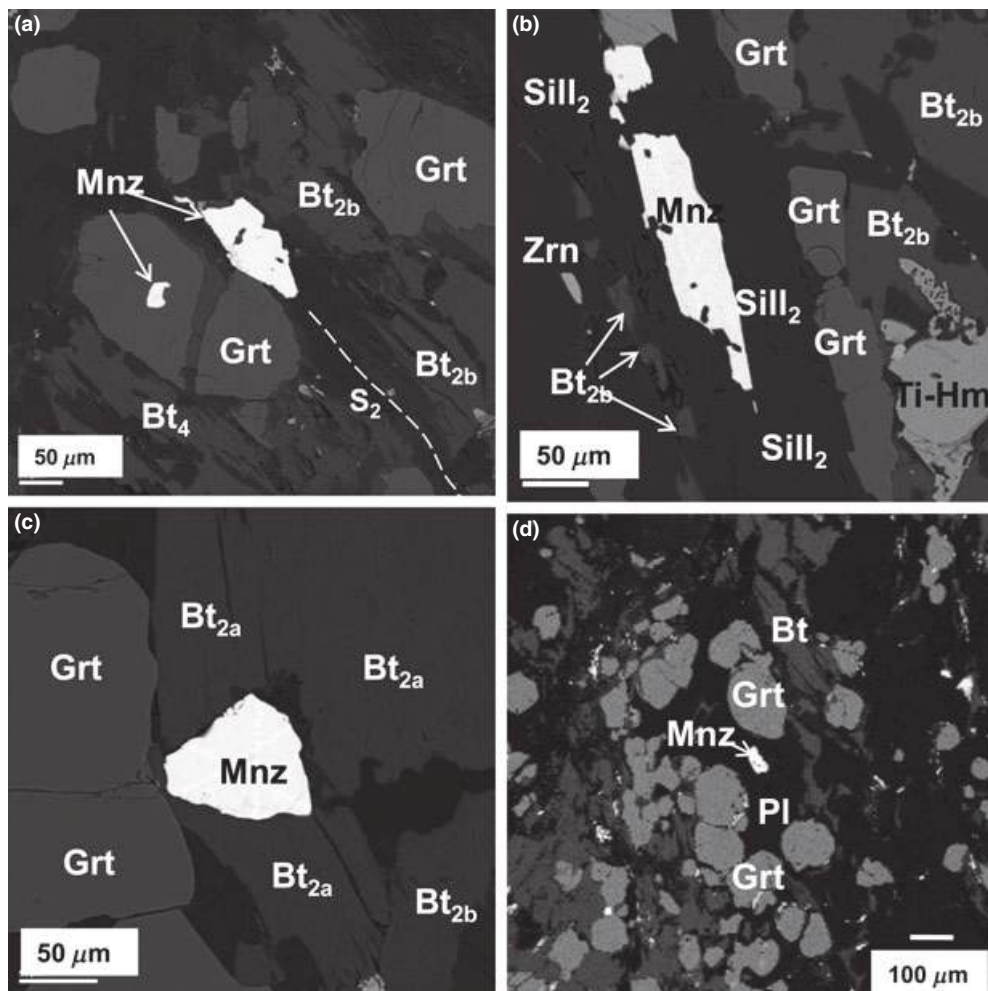 (a)
Mnz
Bt2b
Grt
Grt
Bt2b
S2
Bt4
50 μm
(b)
Grt
Sill2
Bt2b
Mnz
Grt
Bt2b
Zrn
Sill2
Grt
Bt2b
Ti-Hm
Sill2
50 μm
(c)
Bt2a
Grt
Bt2a
Mnz
Grt
Bt2a
Bt2b
50 μm
(d)
Bt
Grt
Mnz
Pl
Grt
100 μm